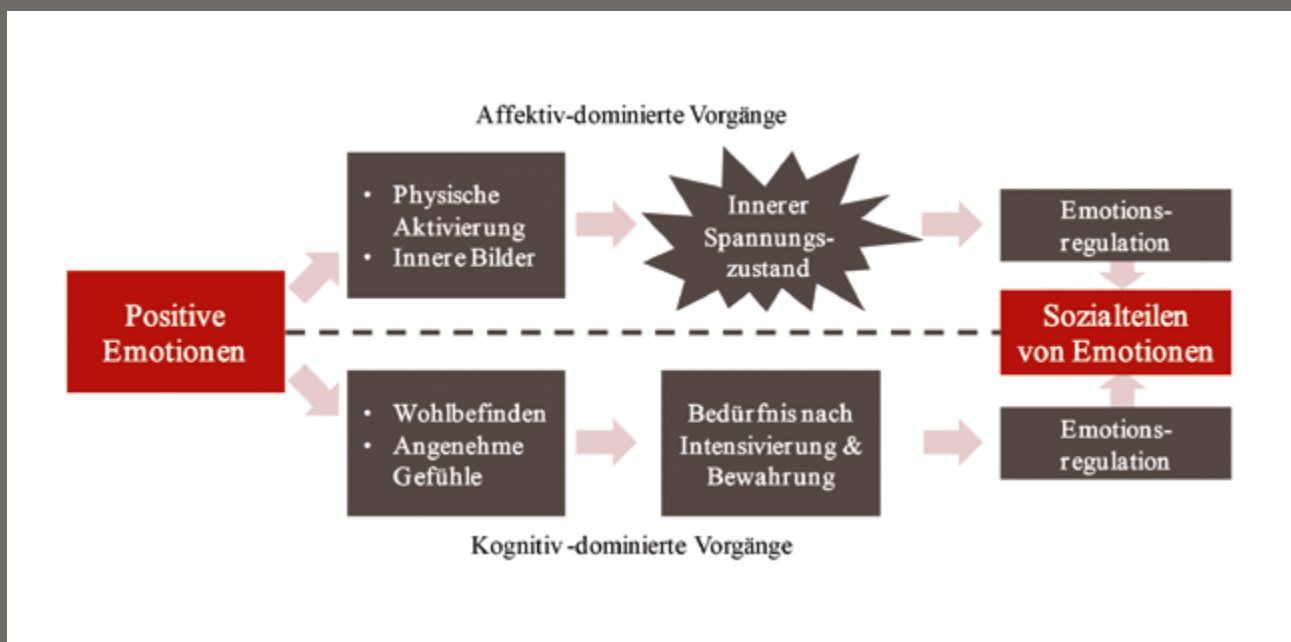 Affektiv-dominierte Vorgänge
• Physische
Aktivierung
• Innere Bilder
Innerer
Spannungs-
zustand
Emotions-
regulation
Positive
Emotionen
Sozialteilen
von Emotionen
• Wohlbefinden
• Angenehme
Gefühle
Bedürfnis nach
Intensivierung &
Bewahrung
Emotions-
regulation
Kognitiv -dominierte Vorgänge